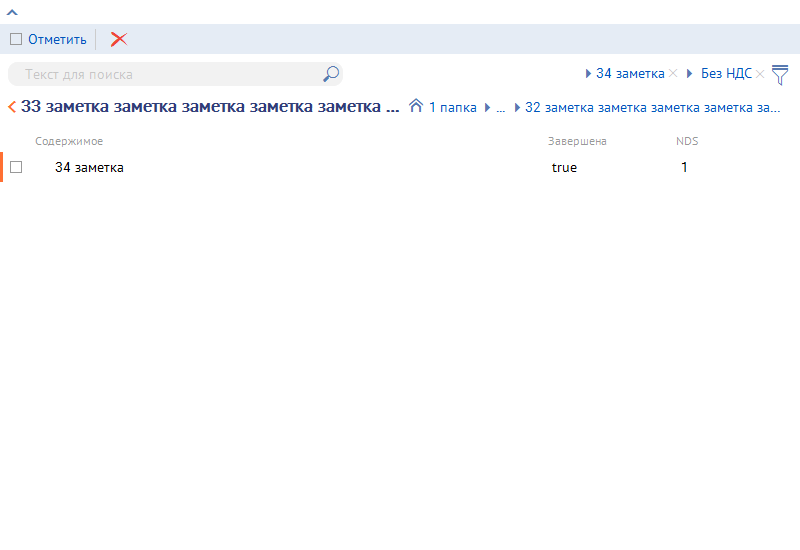 Отметить
Текст для поиска
34 заметка
Без НДС
33 заметка заметка заметка заметка заметка ...
1 папка ... 32 заметка заметка заметка заметка за...
Содержимое Завершена NDS
34 заметка true 1